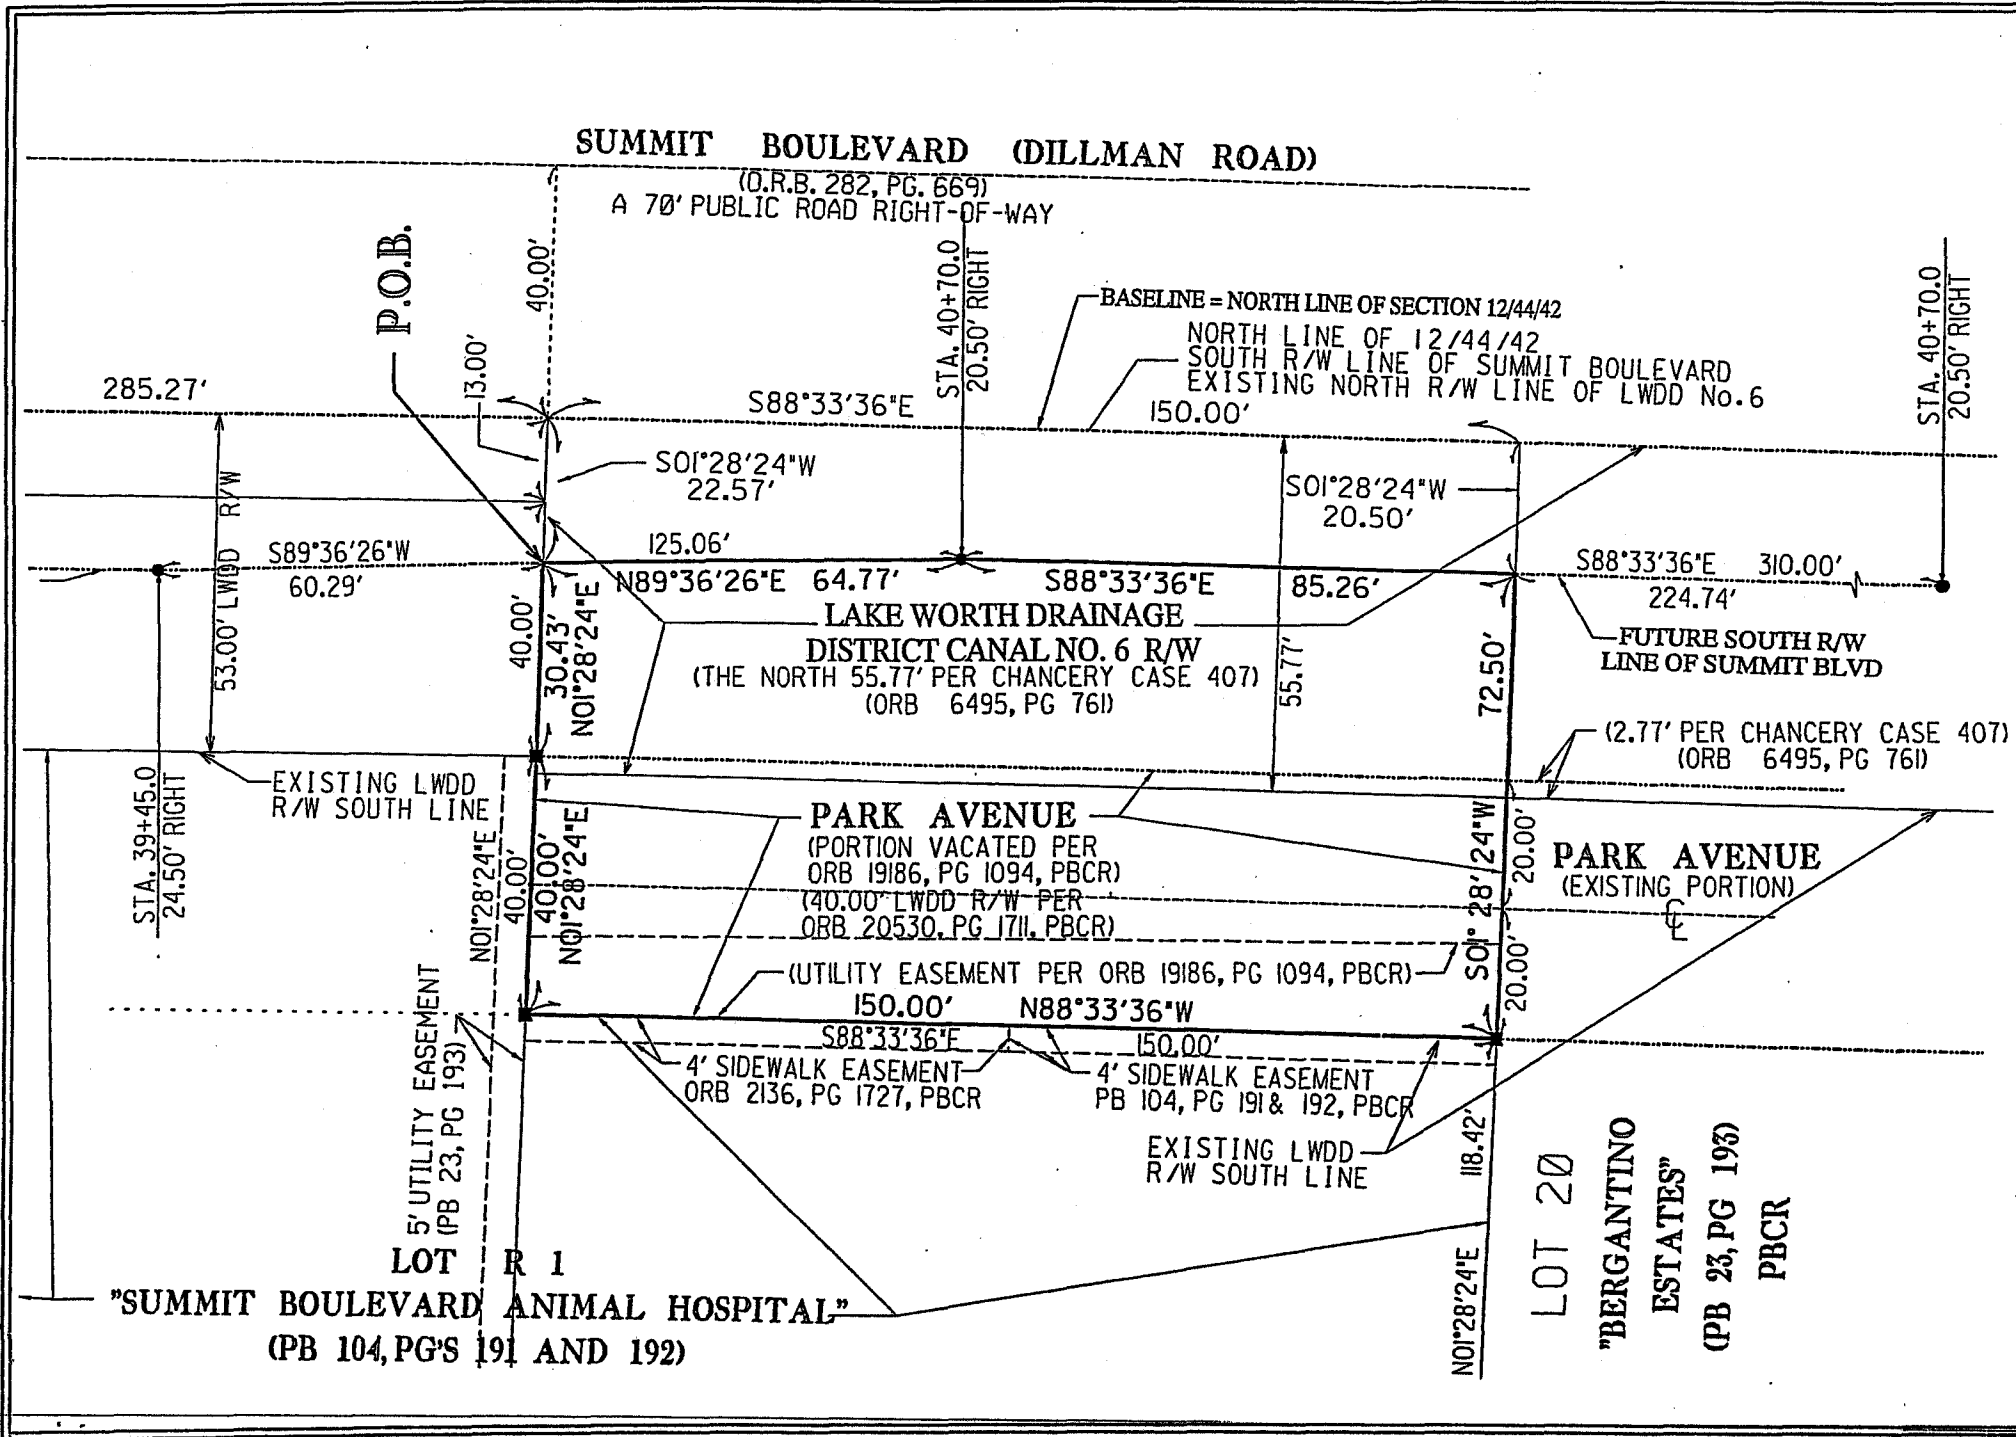 SUMMIT BOULEVARD (DILLMAN ROAD)
(O.R.B. 282, PG. 669)
A 70' PUBLIC ROAD RIGHT-OF-WAY
P.O.B.
40.00'
13.00'
STA. 40+70.0
20.50' RIGHT
BASELINE = NORTH LINE OF SECTION 12/44/42
NORTH LINE OF 12/44/42
SOUTH R/W LINE OF SUMMIT BOULEVARD
EXISTING NORTH R/W LINE OF LWDD No.6
STA. 40+70.0
20.50' RIGHT
285.27'
S88°33'36"E
150.00'
S01°28'24"W
22.57'
S01°28'24"W
20.50'
53.00' LWDD R/W
S89°36'26"W
60.29'
125.06'
N89°36'26"E 64.77'
S88°33'36"E
85.26'
S88°33'36"E 310.00'
224.74'
40.00'
30.43'
N01°28'24"E
LAKE WORTH DRAINAGE
DISTRICT CANAL NO. 6 R/W
(THE NORTH 55.77' PER CHANCERY CASE 407)
(ORB 6495, PG 761)
55.77'
72.50'
FUTURE SOUTH R/W
LINE OF SUMMIT BLVD
(2.77' PER CHANCERY CASE 407)
(ORB 6495, PG 761)
STA. 39+45.0
24.50' RIGHT
EXISTING LWDD
R/W SOUTH LINE
N01°28'24"E
40.00'
40.00'
N01°28'24"E
PARK AVENUE
(PORTION VACATED PER
ORB 19186, PG 1094, PBCR)
(40.00' LWDD R/W PER
ORB 20530, PG 1711, PBCR)
S01° 28'24"W
20.00'
20.00'
PARK AVENUE
(EXISTING PORTION)
CL
(UTILITY EASEMENT PER ORB 19186, PG 1094, PBCR)
150.00' N88°33'36"W
S88°33'36"E
150.00'
5' UTILITY EASEMENT
(PB 23, PG 193)
4' SIDEWALK EASEMENT
ORB 2136, PG 1727, PBCR
4' SIDEWALK EASEMENT
PB 104, PG 191 & 192, PBCR
EXISTING LWDD
R/W SOUTH LINE
118.42'
N01°28'24"E
LOT 20
"BERGANTINO
ESTATES"
(PB 23, PG 193)
PBCR
LOT R 1
"SUMMIT BOULEVARD ANIMAL HOSPITAL"
(PB 104, PG'S 191 AND 192)